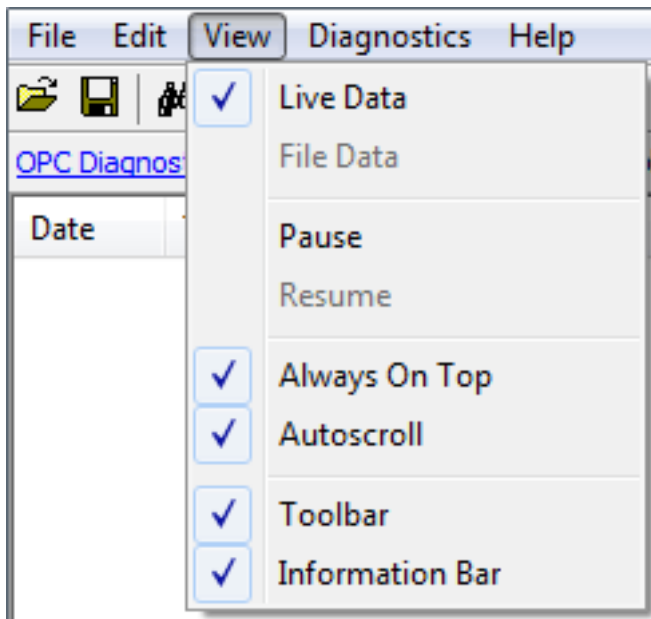 File Edit View Diagnostics Help
Live Data
OPC Diagnos
File Data
Date
Pause
Resume
Always On Top
Autoscroll
Toolbar
Information Bar